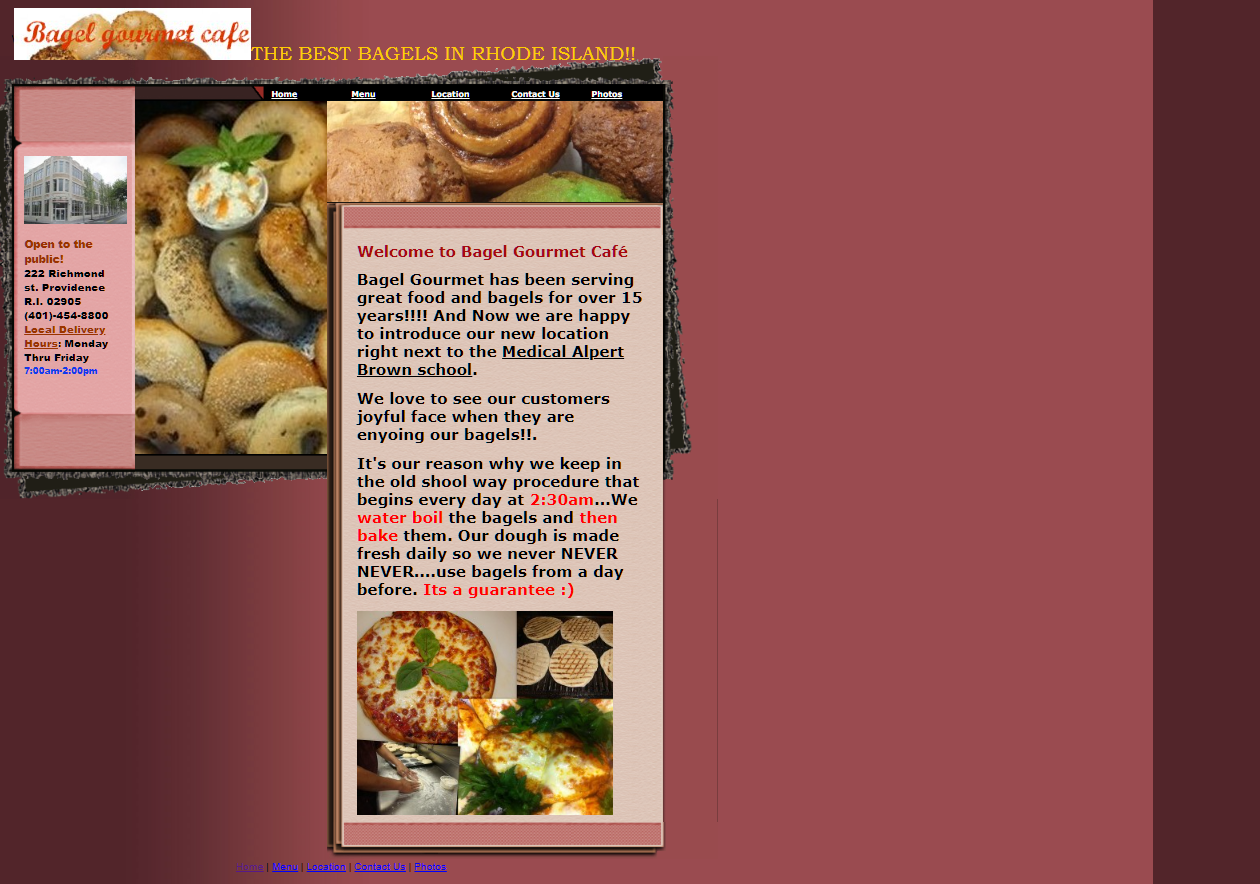 Bagel gourmet cafe
THE BEST BAGELS IN RHODE ISLAND!!
Home Menu Location Contact Us Photos
Open to the
public!
222 Richmond
st. Providence
R.I. 02905
(401)-454-8800
Local Delivery
Hours: Monday
Thru Friday
7:00am-2:00pm
Welcome to Bagel Gourmet Café
Bagel Gourmet has been serving
great food and bagels for over 15
years!!!! And Now we are happy
to introduce our new location
right next to the Medical Alpert
Brown school.
We love to see our customers
joyful face when they are
enyoing our bagels!!.
It's our reason why we keep in
the old shool way procedure that
begins every day at 2:30am...We
water boil the bagels and then
bake them. Our dough is made
fresh daily so we never NEVER
NEVER....use bagels from a day
before. Its a guarantee :)
Home | Menu | Location | Contact Us | Photos